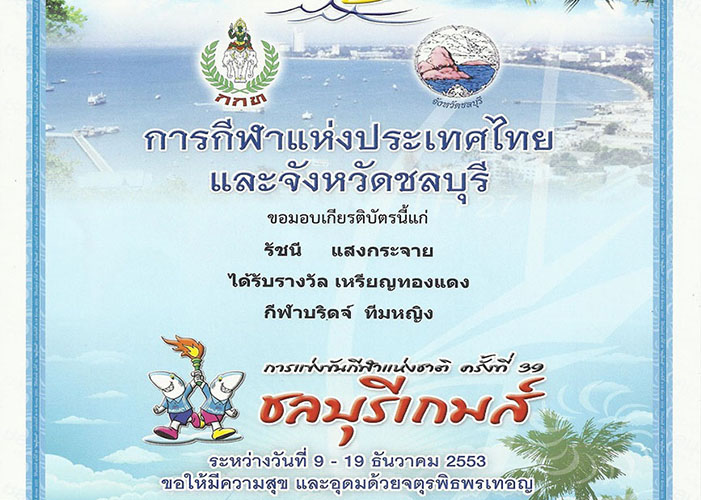 กกท
จังหวัดชลบุรี
การกีฬาแห่งประเทศไทย
และจังหวัดชลบุรี
ขอมอบเกียรติบัตรนี้แก่
รัชนี แสงกระจาย
ได้รับรางวัล เหรียญทองแดง
กีฬาบริดจ์ ทีมหญิง
การแข่งขันกีฬาแห่งชาติ ครั้งที่ 39
ชลบุรีเกมส์
ระหว่างวันที่ 9 - 19 ธันวาคม 2553
ขอให้มีความสุข และอุดมด้วยจตุรพิธพรเทอญ